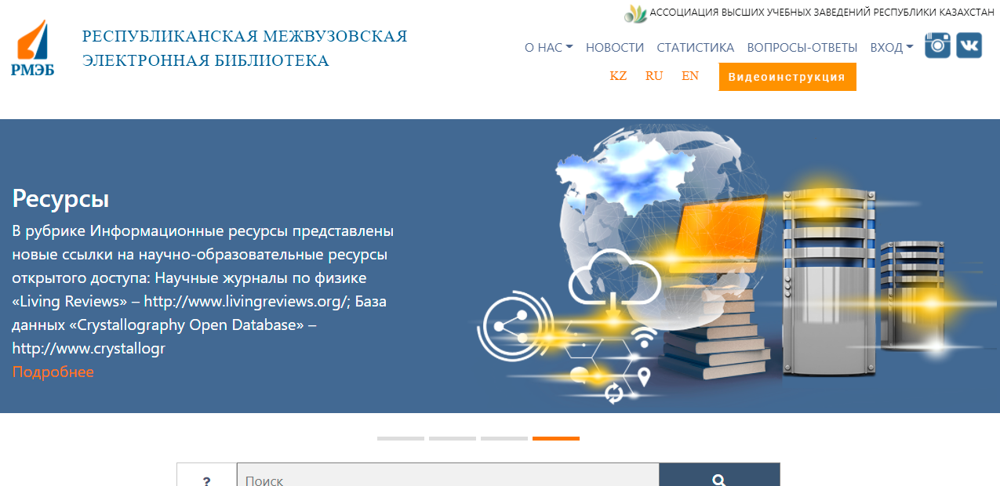 АССОЦИАЦИЯ ВЫСШИХ УЧЕБНЫХ ЗАВЕДЕНИЙ РЕСПУБЛИКИ КАЗАХСТАН
РМЭБ
РЕСПУБЛИКАНСКАЯ МЕЖВУЗОВСКАЯ
ЭЛЕКТРОННАЯ БИБЛИОТЕКА
О НАС НОВОСТИ СТАТИСТИКА ВОПРОСЫ-ОТВЕТЫ ВХОД
KZ RU EN Видеоинструкция
Ресурсы
В рубрике Информационные ресурсы представлены
новые ссылки на научно-образовательные ресурсы
открытого доступа: Научные журналы по физике
«Living Reviews» – http://www.livingreviews.org/; База
данных «Crystallography Open Database» –
http://www.crystallogr
Подробнее
? Поиск